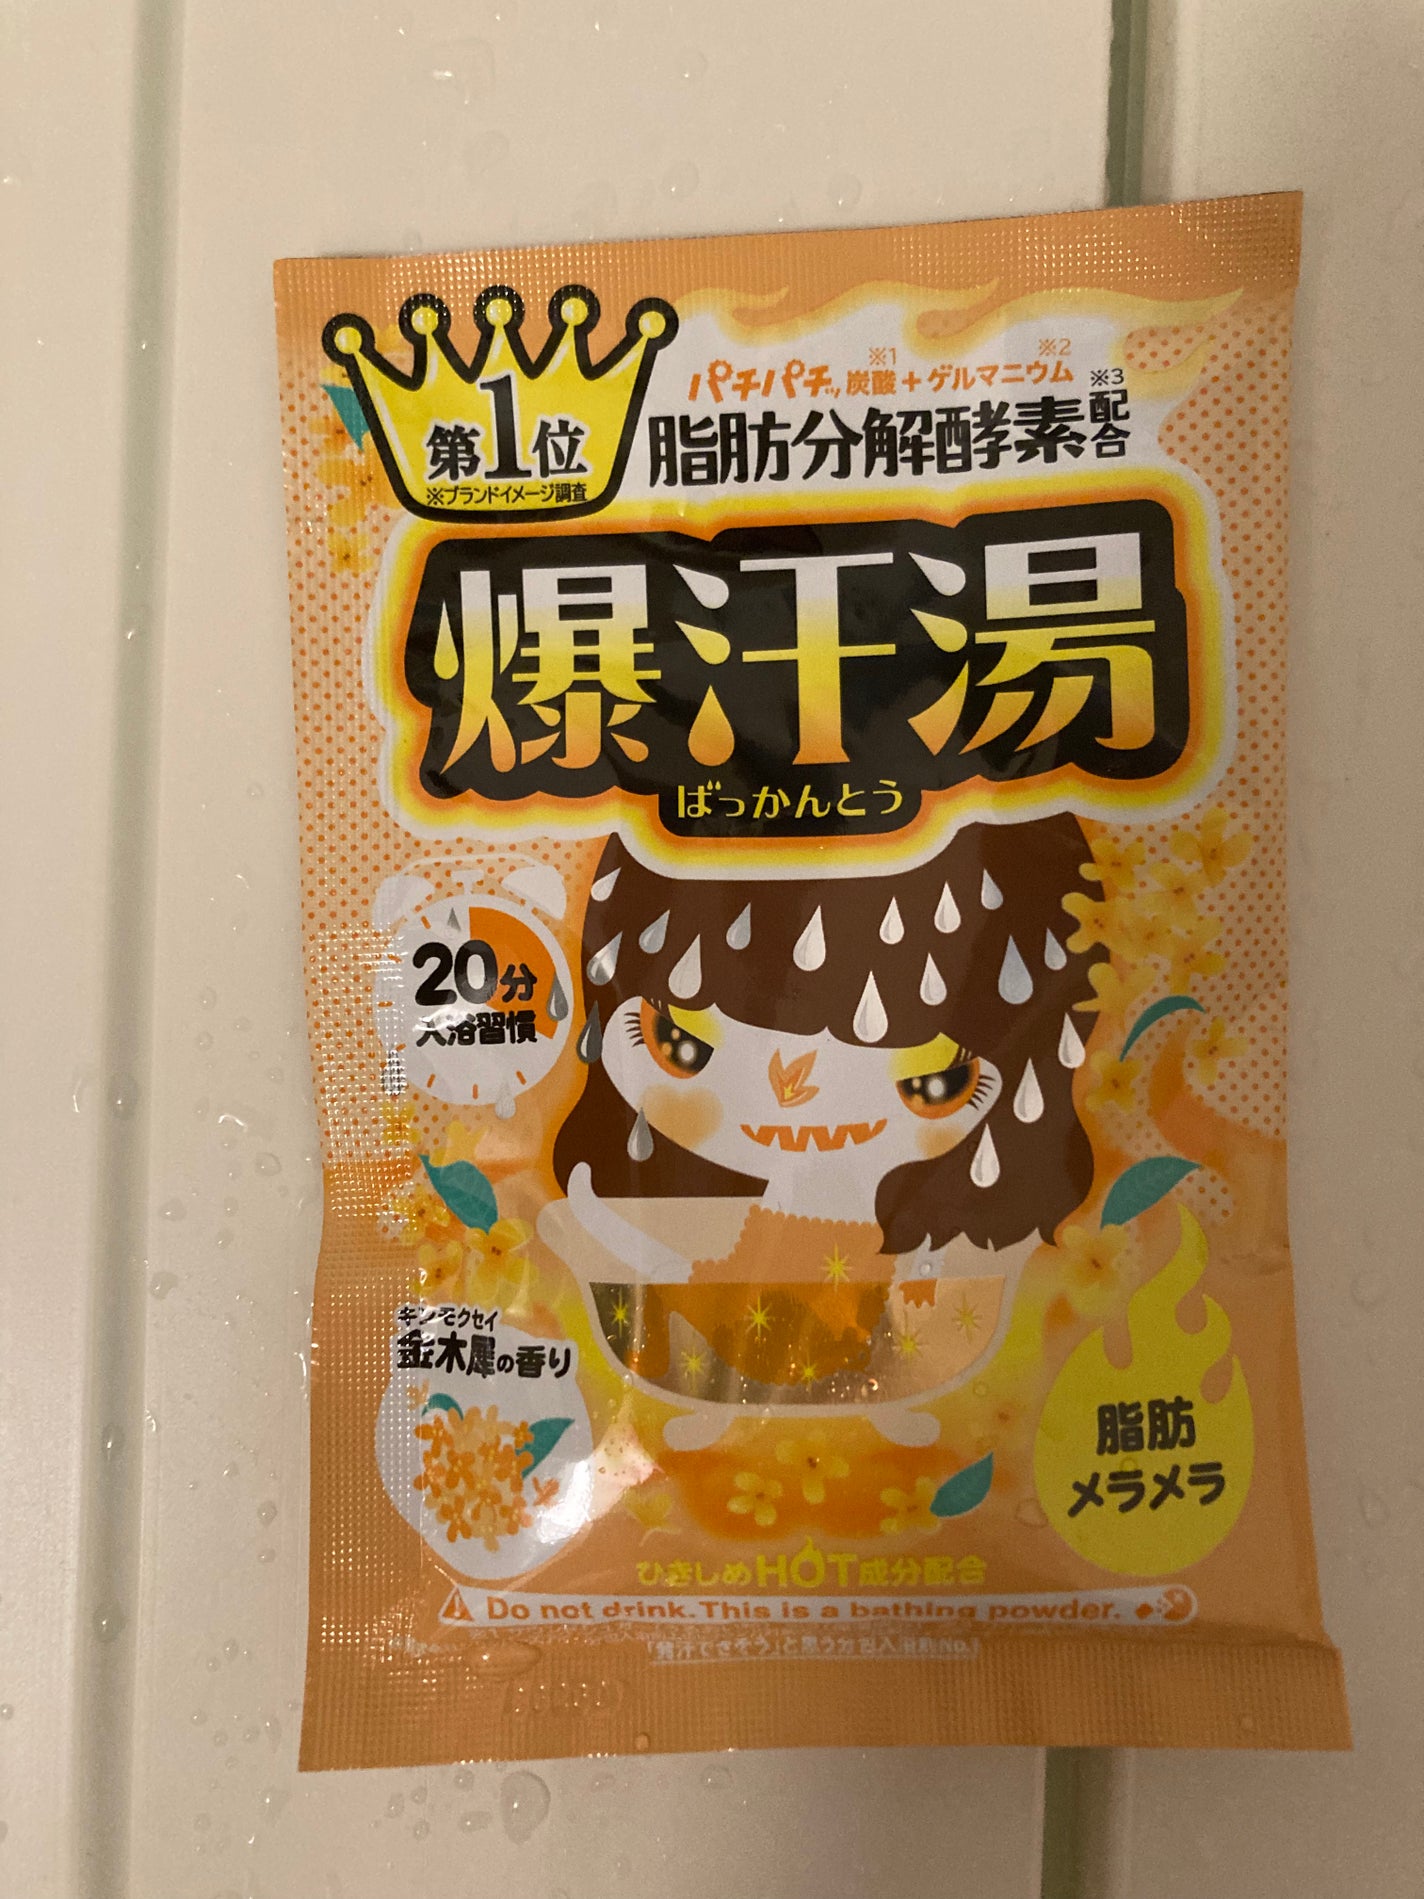 第1位
※ブランドイメージ調査
パチパチッ炭酸※1+ゲルマニウム※2
脂肪分解酵素※3配合
爆汗湯
ばっかんとう
20分
入浴習慣
キンモクセイ
金木犀の香り
脂肪
メラメラ
ひきしめHOT成分配合
Do not drink. This is a bathing powder.